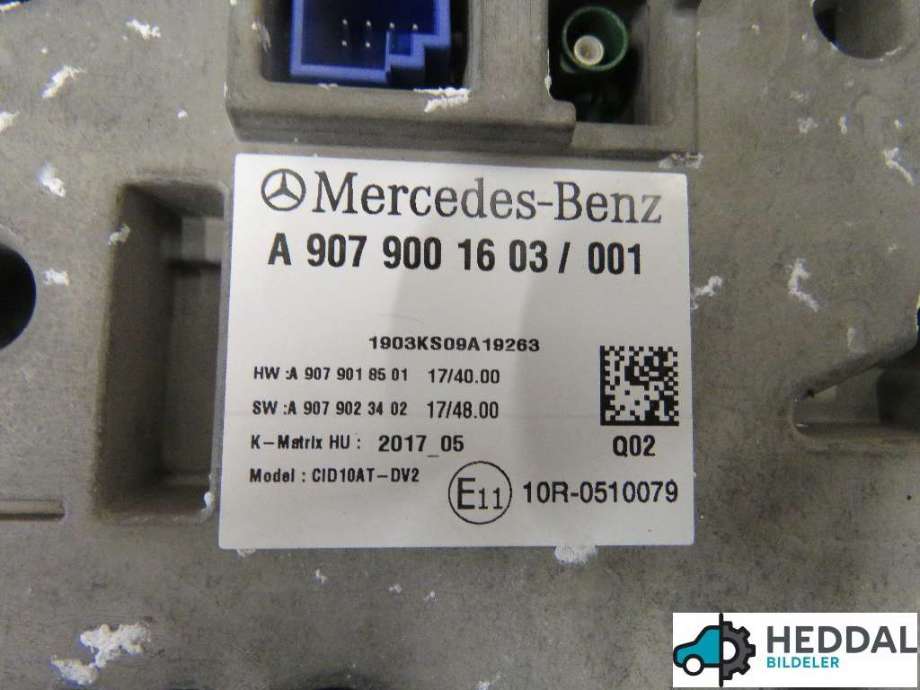 Mercedes-Benz
A 907 900 16 03/ 001
1903KS09A19263
HW :A 907 901 85 01 17/40.00
SW :A 907 902 34 02 17/48.00
K-Matrix HU : 2017_05
Q02
Model : CID10AT-DV2
E11 10R-0510079
HEDDAL
BILDELER